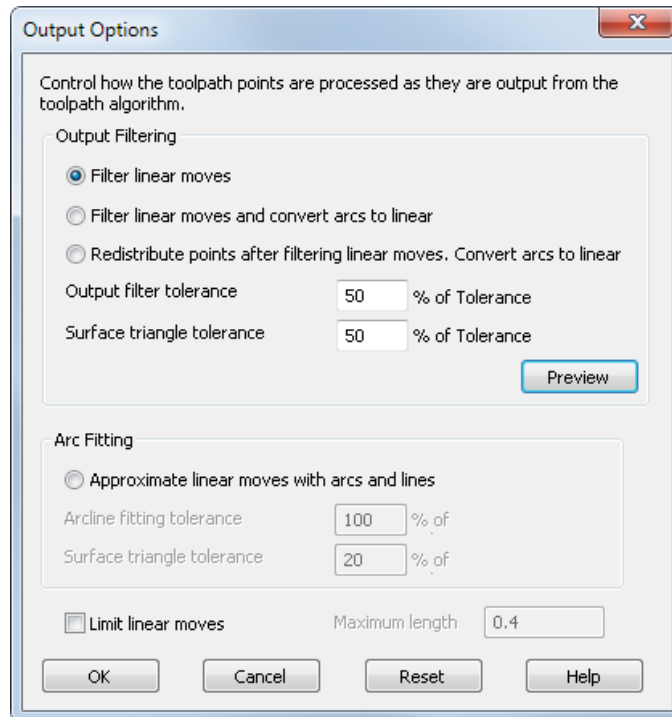 Output Options
Control how the toolpath points are processed as they are output from the
toolpath algorithm.
Output Filtering
Filter linear moves
Filter linear moves and convert arcs to linear
Redistribute points after filtering linear moves. Convert arcs to linear
Output filter tolerance 50 % of Tolerance
Surface triangle tolerance 50 % of Tolerance
Preview
Arc Fitting
Approximate linear moves with arcs and lines
Arcline fitting tolerance 100 % of
Surface triangle tolerance 20 % of
Limit linear moves Maximum length 0.4
OK Cancel Reset Help